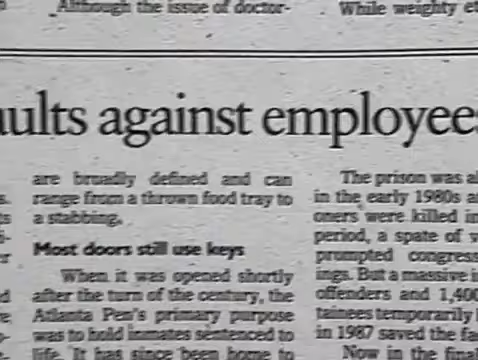 Although the issue of doctor-
While weighty
aults against employees
are broadly defined and can
range from a thrown food tray to
a stabbing.
Most doors still use keys
When it was opened shortly
after the turn of the century, the
Atlanta Pen's primary purpose
was to hold inmates sentenced to
life. It has since been home to
The prison was al
in the early 1980s a
oners were killed in
period, a spate of v
prompted congress
ings. But a massive i
offenders and 1,400
tainees temporarily
in 1987 saved the fa
Now in the final